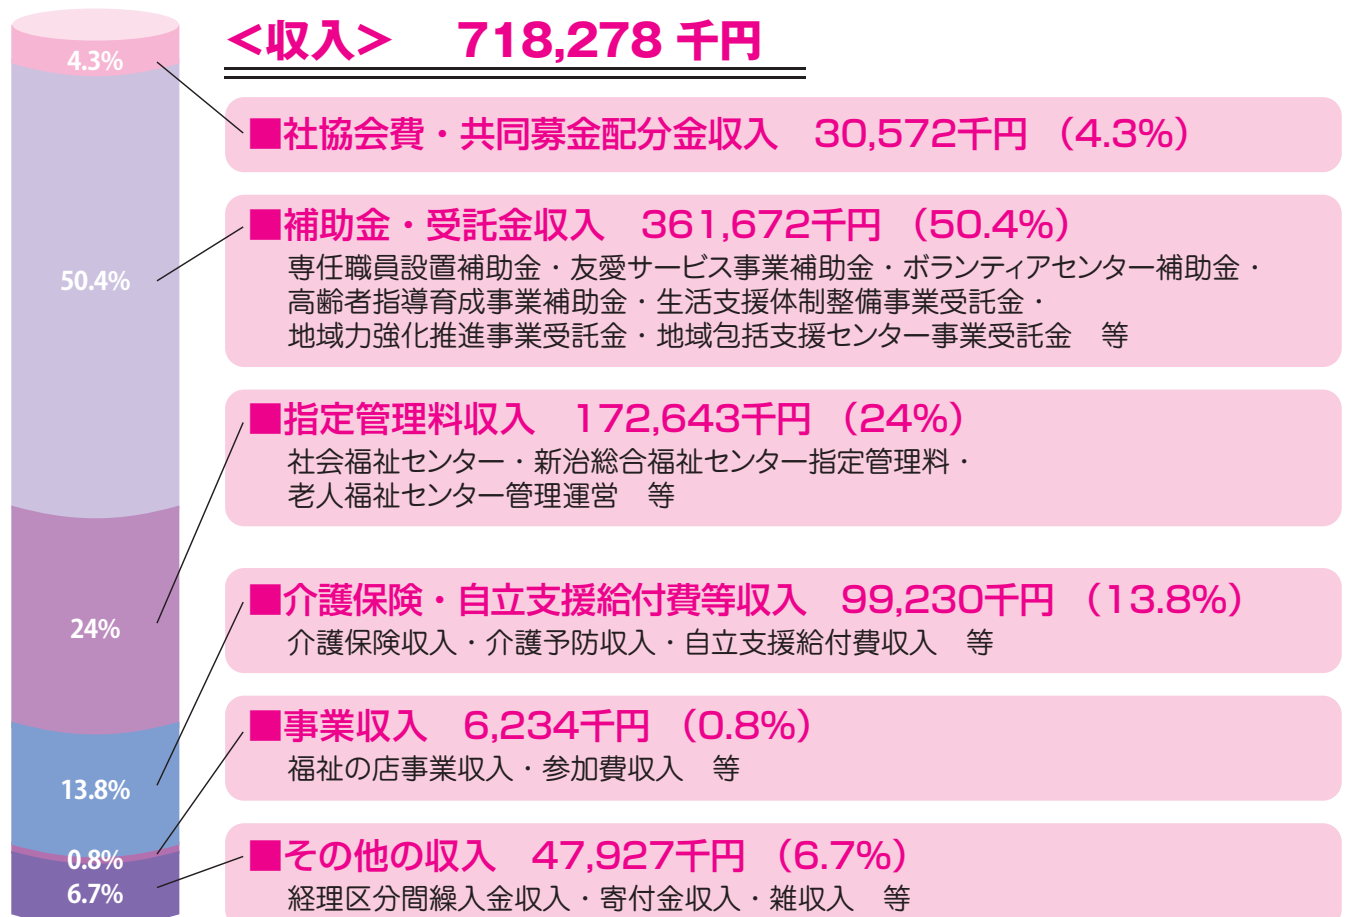 <収入>　718,278 千円
4.3%
■社協会費・共同募金配分金収入　30,572千円（4.3%）
50.4%
■補助金・受託金収入　361,672千円（50.4%）
専任職員設置補助金・友愛サービス事業補助金・ボランティアセンター補助金・
高齢者指導育成事業補助金・生活支援体制整備事業受託金・
地域力強化推進事業受託金・地域包括支援センター事業受託金　等
24%
■指定管理料収入　172,643千円（24%）
社会福祉センター・新治総合福祉センター指定管理料・
老人福祉センター管理運営　等
13.8%
■介護保険・自立支援給付費等収入　99,230千円（13.8%）
介護保険収入・介護予防収入・自立支援給付費収入　等
0.8%
■事業収入　6,234千円（0.8%）
福祉の店事業収入・参加費収入　等
6.7%
■その他の収入　47,927千円（6.7%）
経理区分間繰入金収入・寄付金収入・雑収入　等